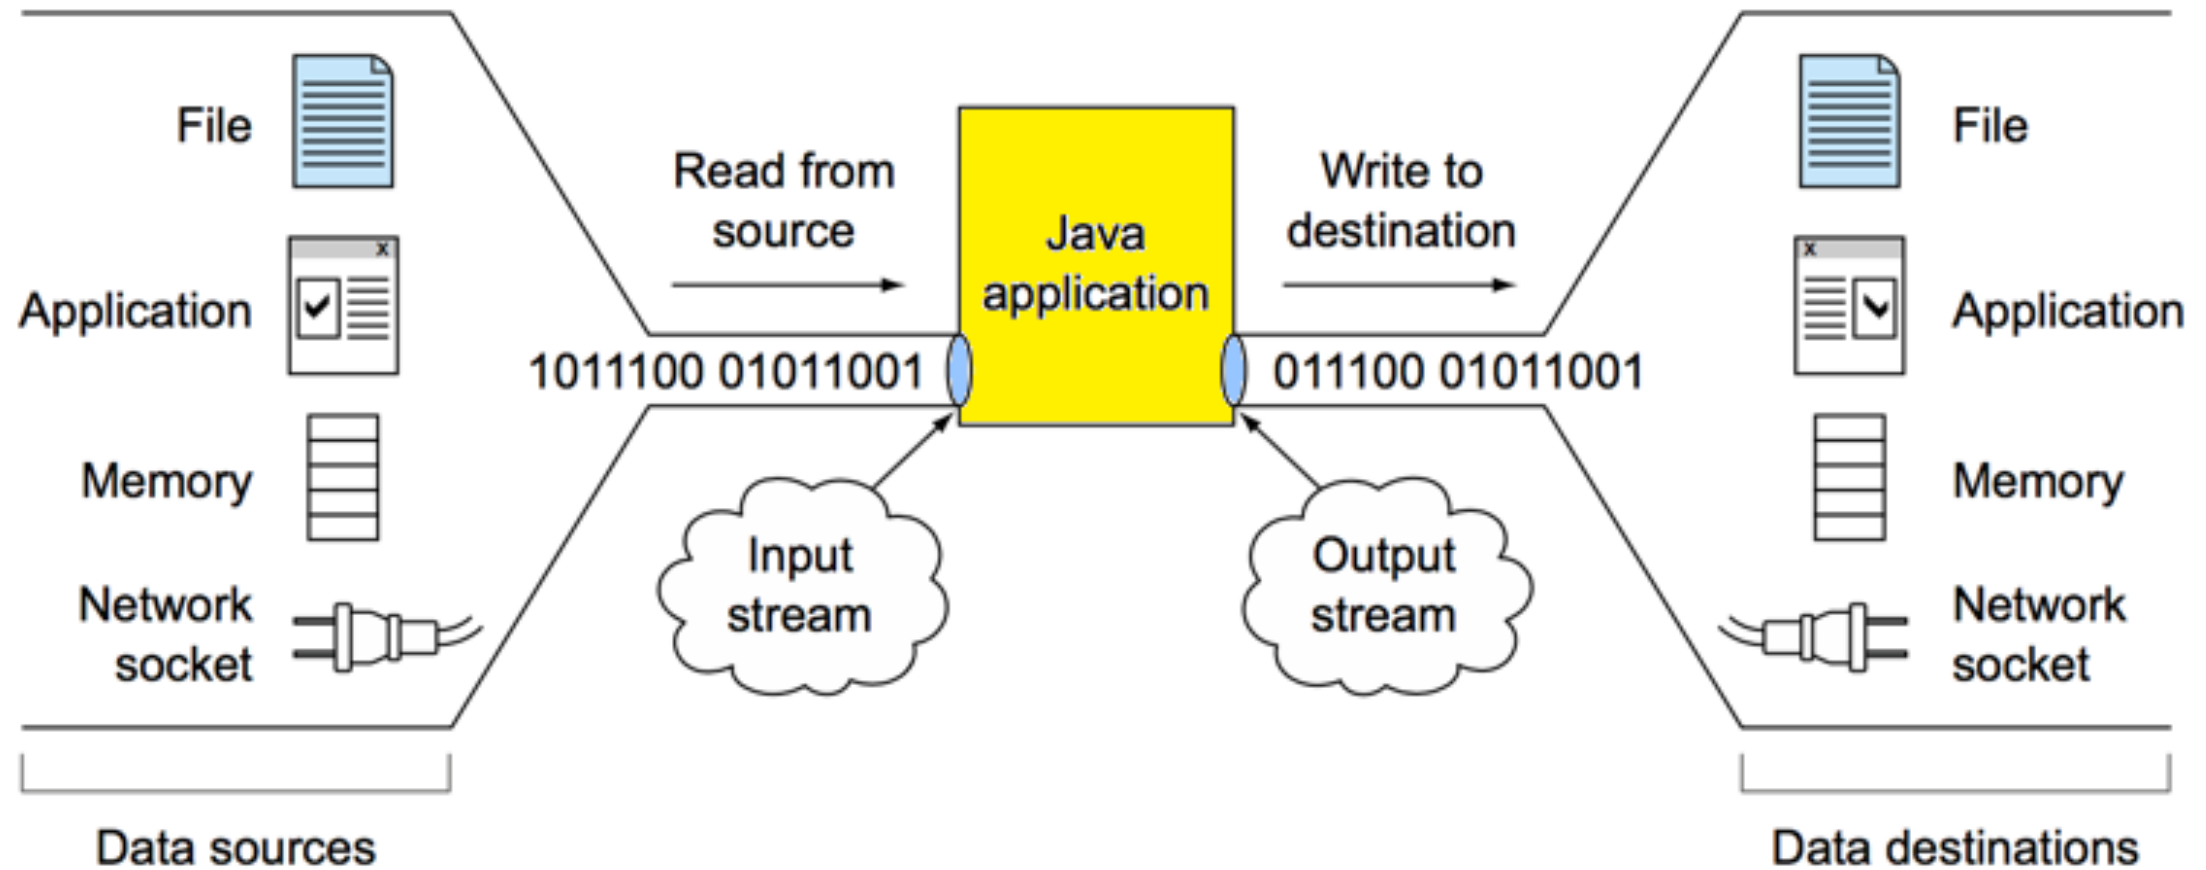 File
Application
x
Memory
Network
socket
Data sources
Read from
source
1011100 01011001
Input
stream
Java
application
Write to
destination
011100 01011001
Output
stream
x
File
Application
Memory
Network
socket
Data destinations